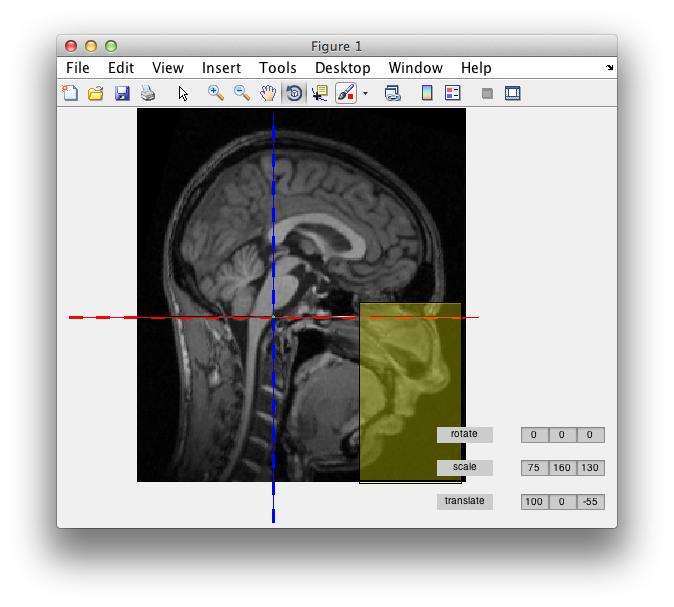 Figure 1
File Edit View Insert Tools Desktop Window Help
rotate 0 0 0
scale 75 160 130
translate 100 0 -55